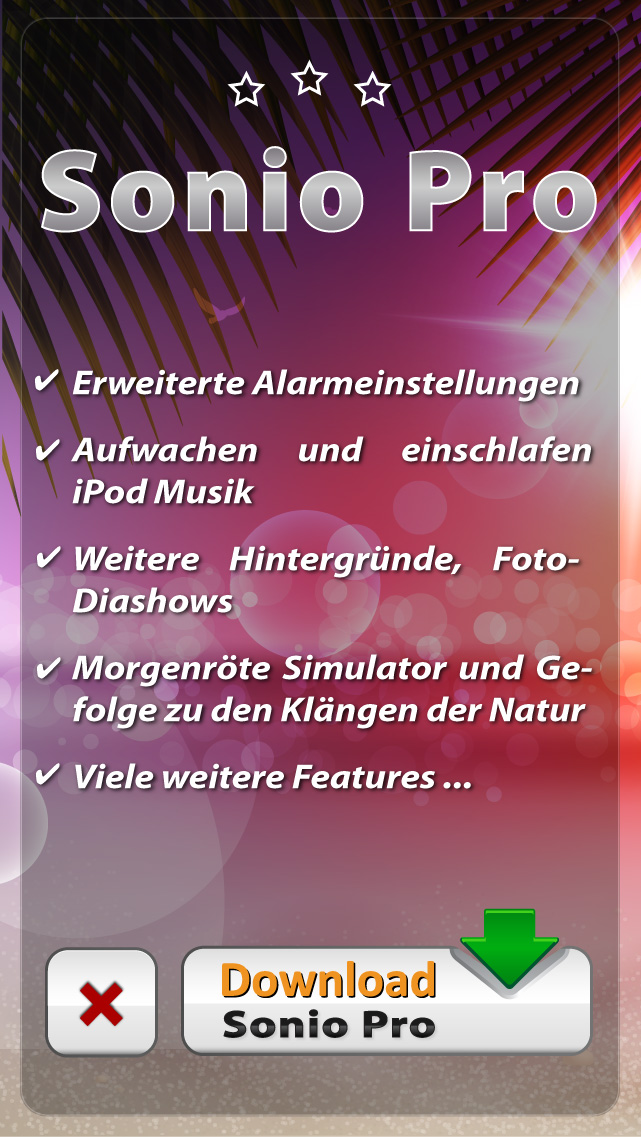 Sonio Pro
Erweiterte Alarmeinstellungen
Aufwachen und einschlafen
iPod Musik
Weitere Hintergründe, Foto-
Diashows
Morgenröte Simulator und Ge-
folge zu den Klängen der Natur
Viele weitere Features ...
Download
Sonio Pro